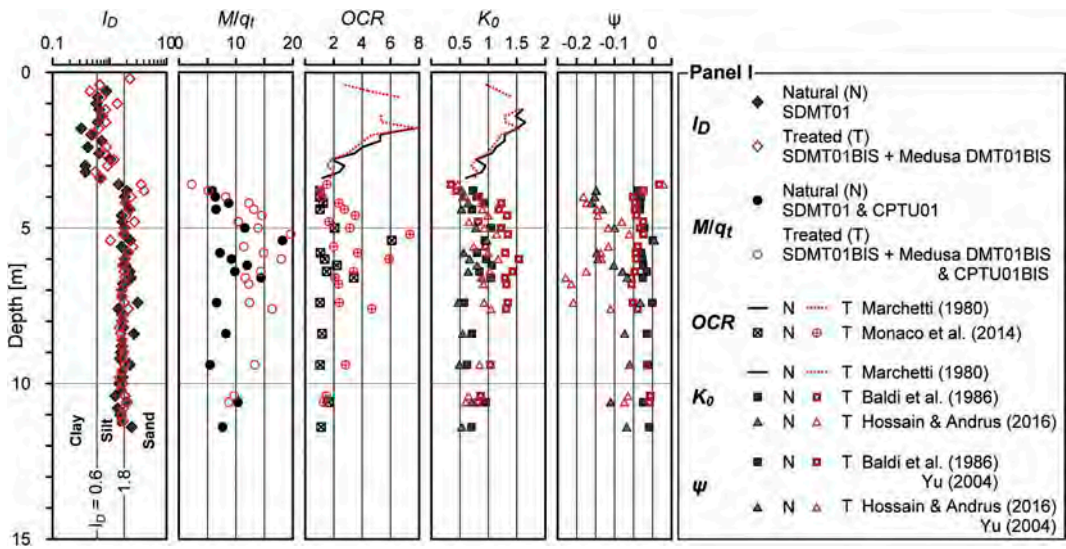 I_D M/q_t OCR K_0 ψ
0.1 1 10 0 10 20 0 4 8 0.5 1 1.5 2 -0.2 -0.1 0
Depth [m]
0
5
10
15
Clay Silt Sand
I_D = 0.6
1.8
Panel I
I_D
Natural (N)
SDMT01
Treated (T)
SDMT01BIS + Medusa DMT01BIS
M/q_t
Natural (N)
SDMT01 & CPTU01
Treated (T)
SDMT01BIS + Medusa DMT01BIS
& CPTU01BIS
OCR
N T Marchetti (1980)
N T Monaco et al. (2014)
K_0
N T Marchetti (1980)
N T Baldi et al. (1986)
N T Hossain & Andrus (2016)
ψ
N T Baldi et al. (1986)
Yu (2004)
N T Hossain & Andrus (2016)
Yu (2004)